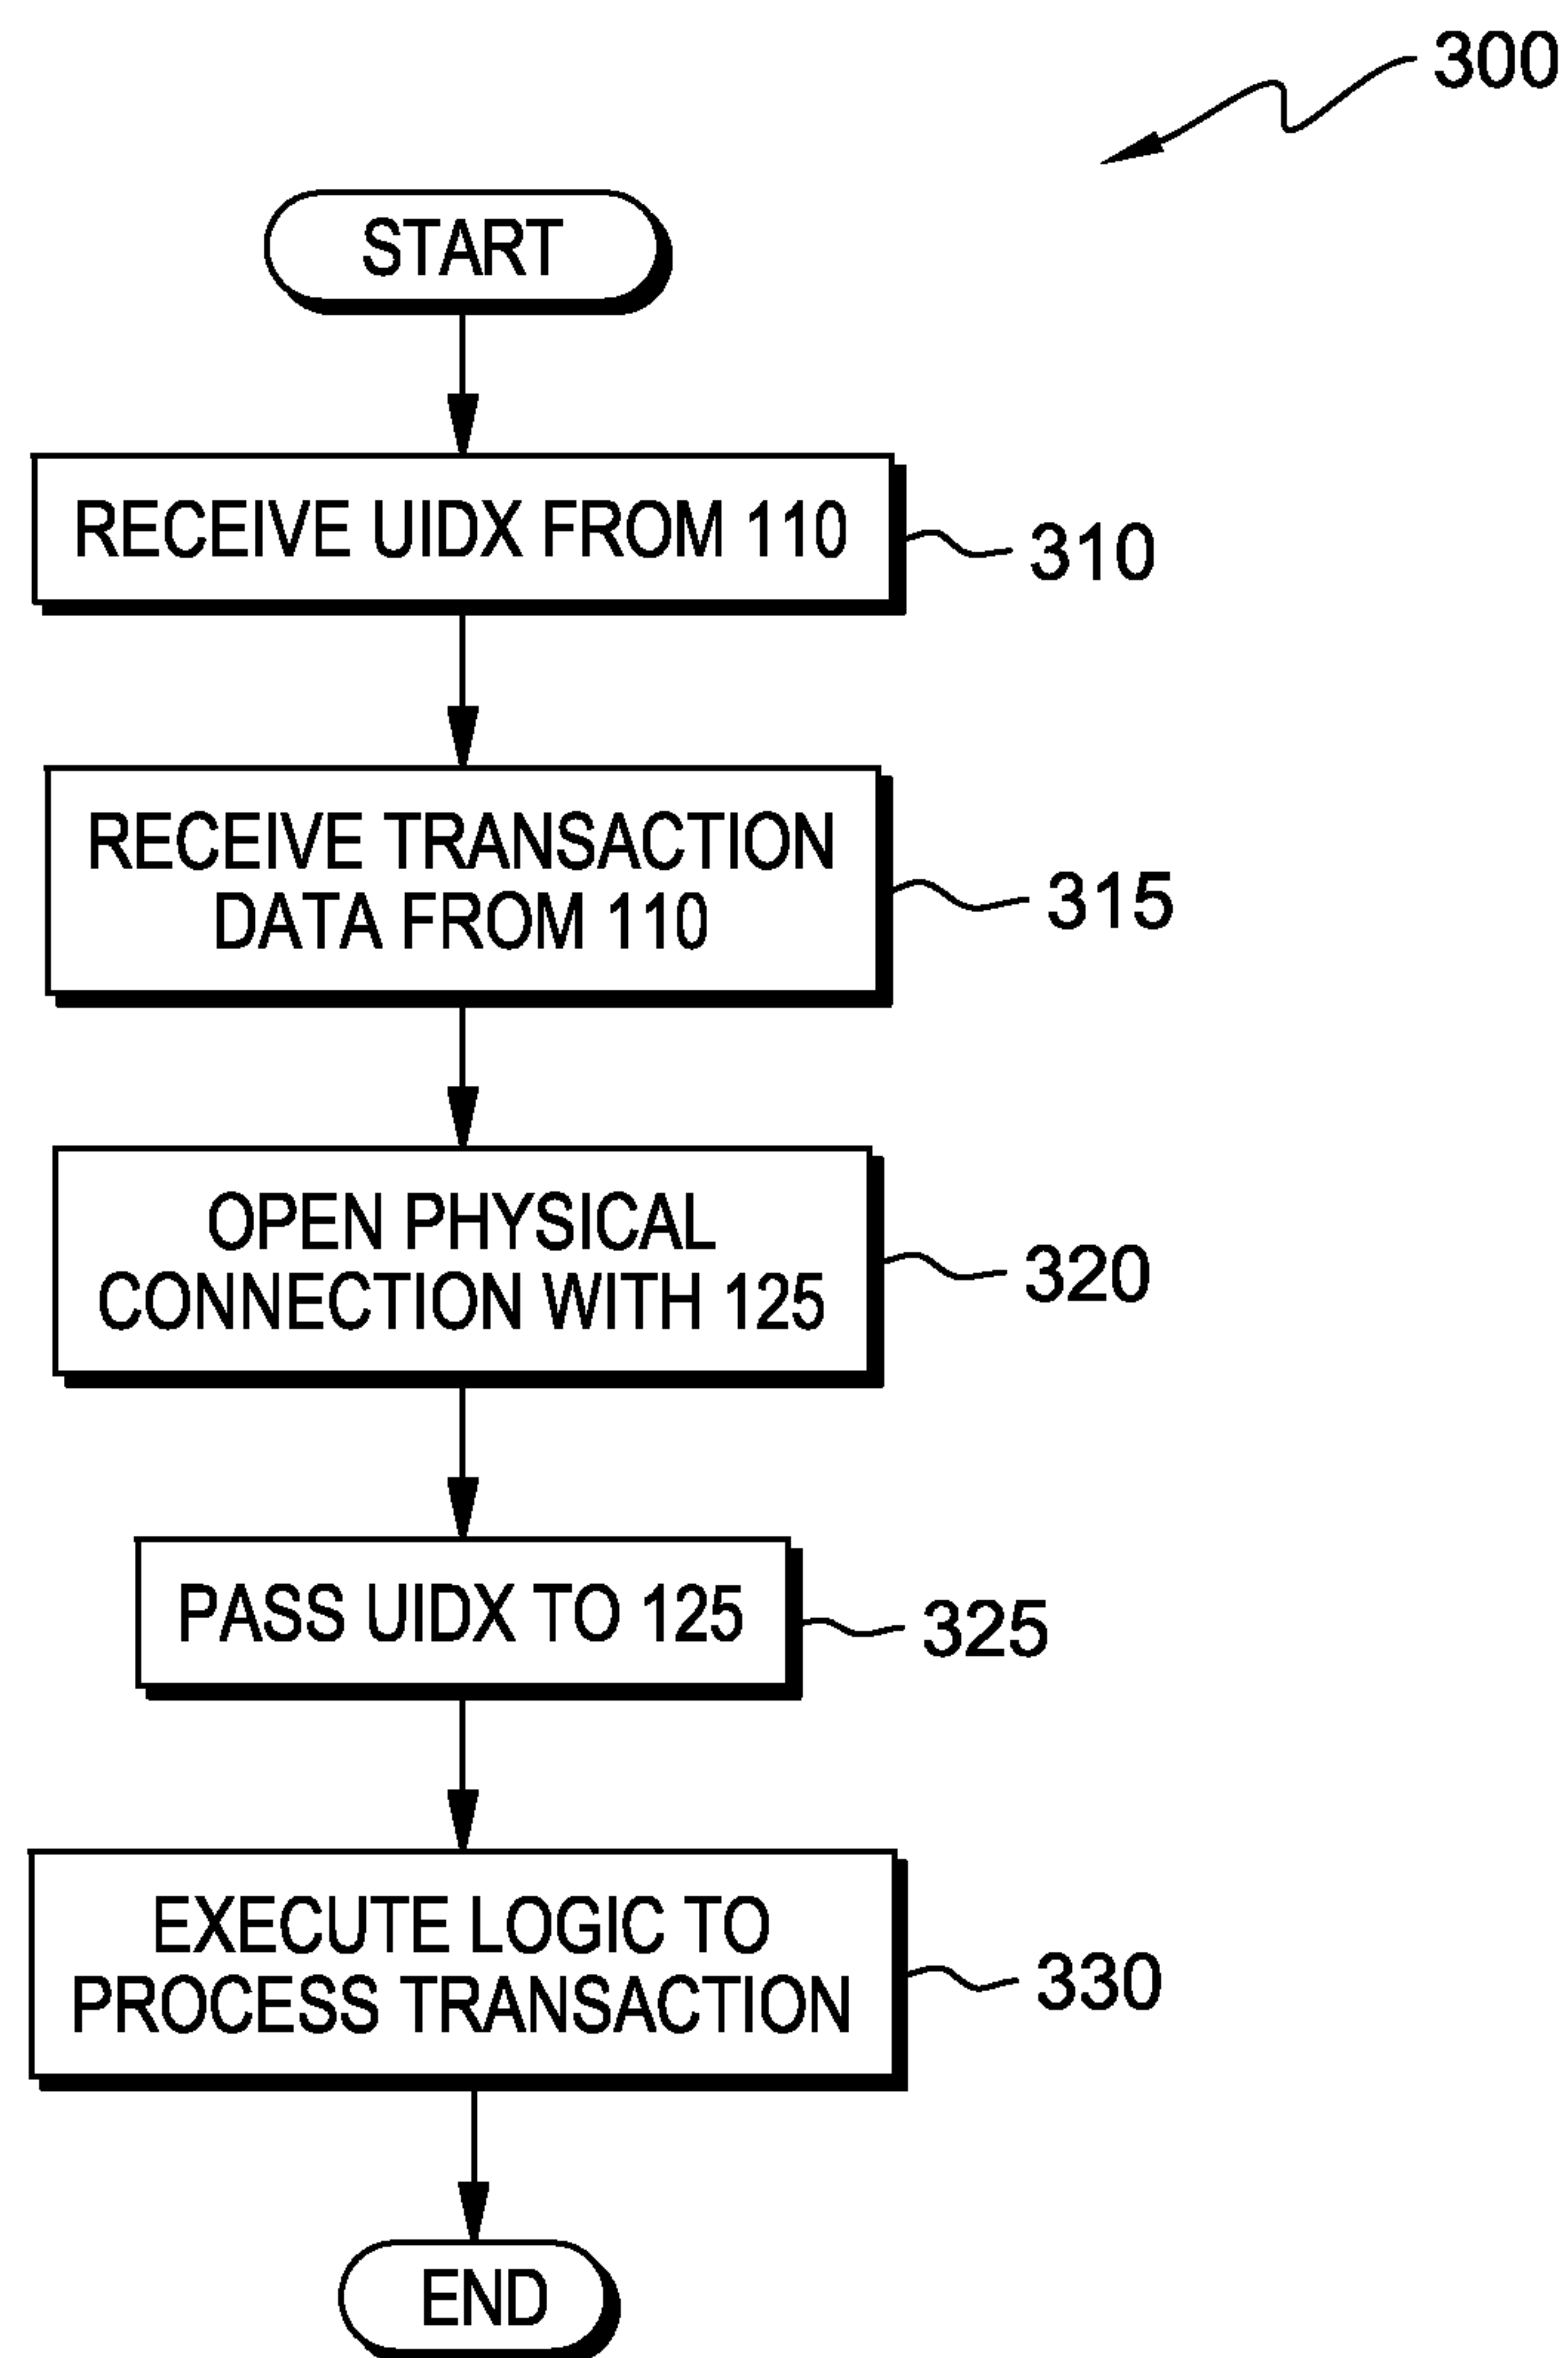 300
START
RECEIVE UIDX FROM 110
310
RECEIVE TRANSACTION
DATA FROM 110
315
OPEN PHYSICAL
CONNECTION WITH 125
320
PASS UIDX TO 125
325
EXECUTE LOGIC TO
PROCESS TRANSACTION
330
END